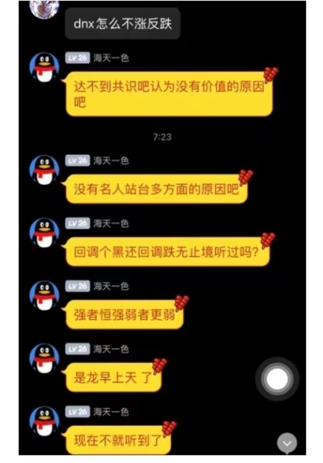 dnx怎么不涨反跌
LV 26 海天一色
达不到共识吧认为没有价值的原因
吧
7:23
LV 26 海天一色
没有名人站台多方面的原因吧
LV 26 海天一色
回调个黑还回调跌无止境听过吗?
LV 26 海天一色
强者恒强弱者更弱
LV 26 海天一色
是龙早上天 了
LV 26 海天一色
现在不就听到了